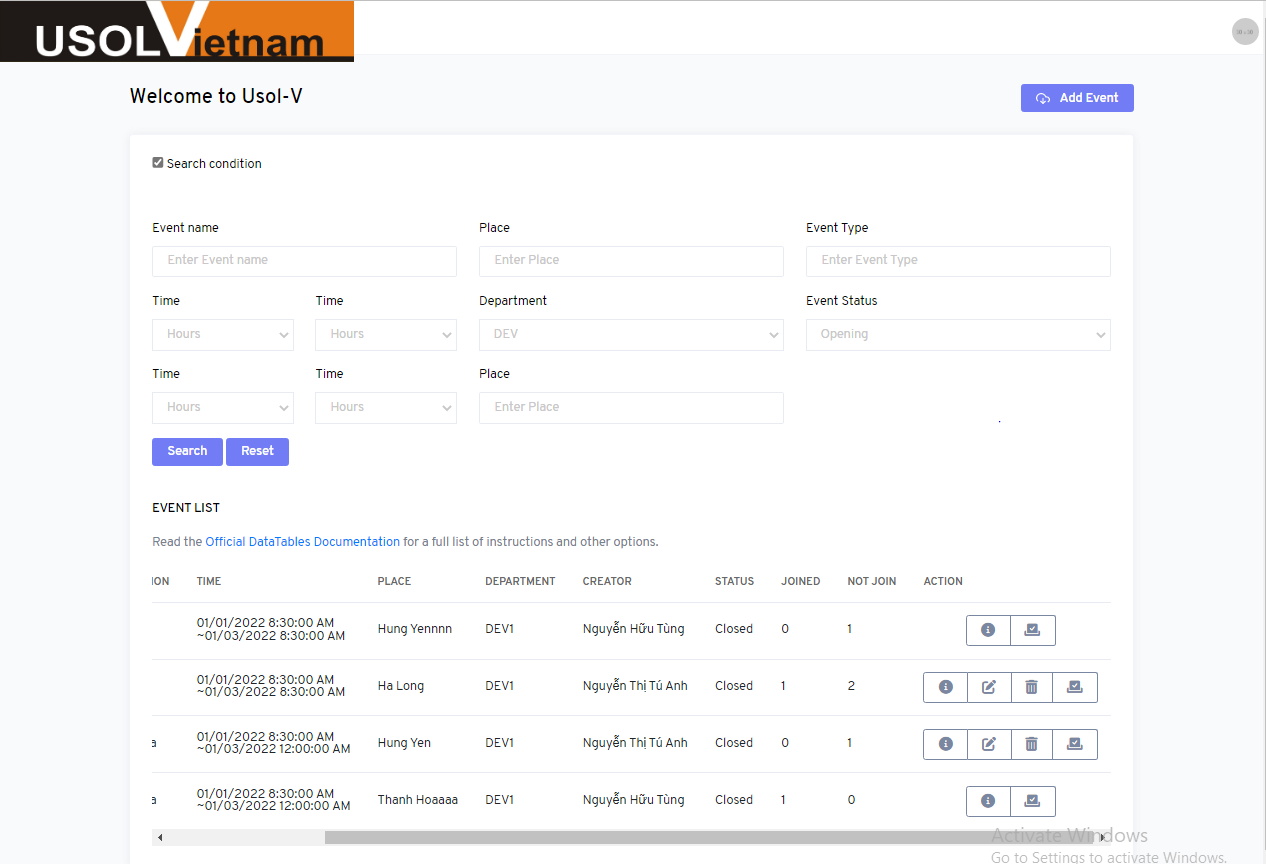 USOLVietnam
Welcome to Usol-V
Add Event
Search condition
Event name Place Event Type
Enter Event name Enter Place Enter Event Type
Time Time Department Event Status
Hours Hours DEV Opening
Time Time Place
Hours Hours Enter Place
Search Reset
EVENT LIST
Read the Official DataTables Documentation for a full list of instructions and other options.
ION TIME PLACE DEPARTMENT CREATOR STATUS JOINED NOT JOIN ACTION
01/01/2022 8:30:00 AM
~01/03/2022 8:30:00 AM Hung Yennnn DEV1 Nguyễn Hữu Tùng Closed 0 1
01/01/2022 8:30:00 AM
~01/03/2022 8:30:00 AM Ha Long DEV1 Nguyễn Thị Tú Anh Closed 1 2
01/01/2022 8:30:00 AM
a ~01/03/2022 12:00:00 AM Hung Yen DEV1 Nguyễn Thị Tú Anh Closed 0 1
01/01/2022 8:30:00 AM
a ~01/03/2022 12:00:00 AM Thanh Hoaaaa DEV1 Nguyễn Hữu Tùng Closed 1 0
Activate Windows
Go to Settings to activate Windows.